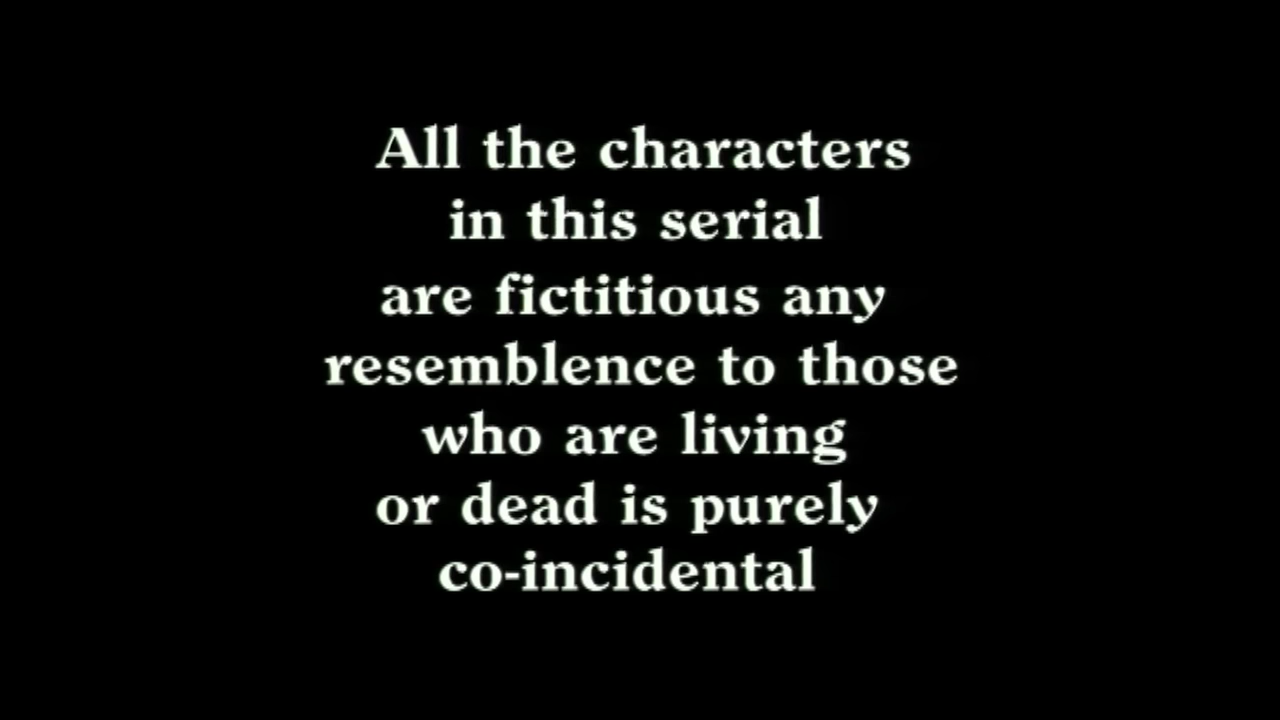 All the characters
in this serial
are fictitious any
resemblence to those
who are living
or dead is purely
co-incidental